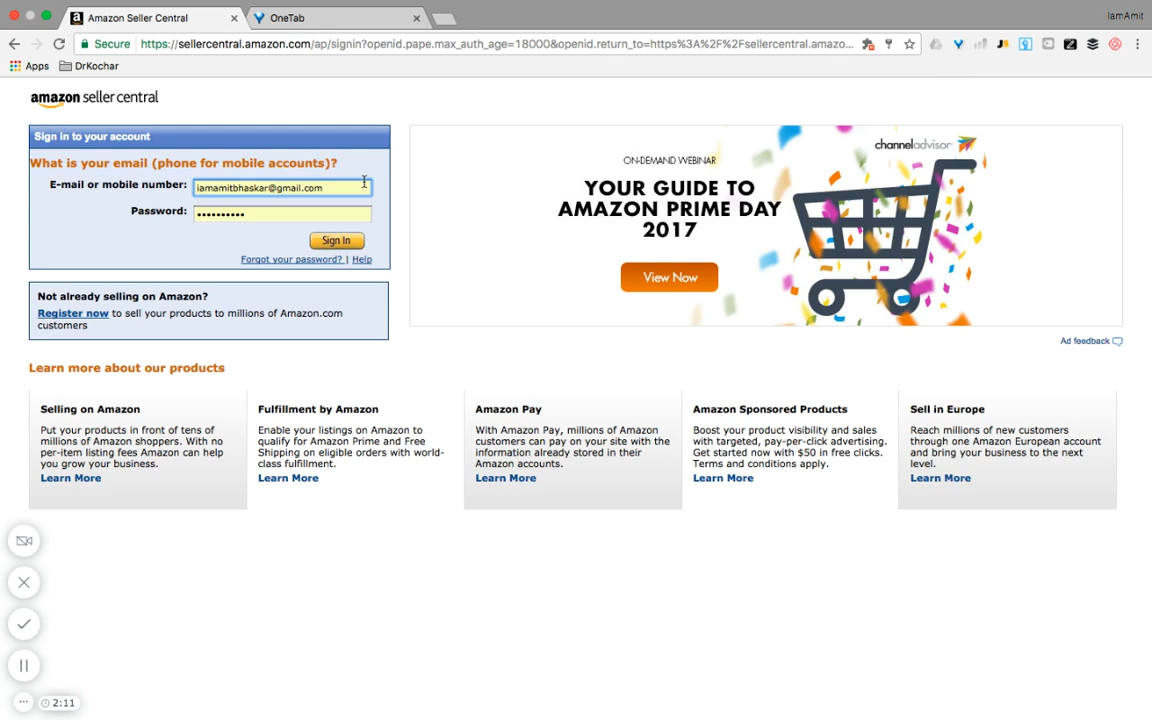 Amazon Seller Central
OneTab
IamAmit
Secure https://sellercentral.amazon.com/ap/signin?openid.pape.max_auth_age=18000&openid.return_to=https%3A%2F%2Fsellercentral.amazo...
Apps DrKochar
amazon seller central
Sign in to your account
What is your email (phone for mobile accounts)?
E-mail or mobile number: iamamitbhaskar@gmail.com
Password: ••••••••••
Sign In
Forgot your password? | Help
Not already selling on Amazon?
Register now to sell your products to millions of Amazon.com
customers
channeladvisor
ON-DEMAND WEBINAR
YOUR GUIDE TO
AMAZON PRIME DAY
2017
View Now
Ad feedback
Learn more about our products
Selling on Amazon
Put your products in front of tens of
millions of Amazon shoppers. With no
per-item listing fees Amazon can help
you grow your business.
Learn More
Fulfillment by Amazon
Enable your listings on Amazon to
qualify for Amazon Prime and Free
Shipping on eligible orders with world-
class fulfillment.
Learn More
Amazon Pay
With Amazon Pay, millions of Amazon
customers can pay on your site with the
information already stored in their
Amazon accounts.
Learn More
Amazon Sponsored Products
Boost your product visibility and sales
with targeted, pay-per-click advertising.
Get started now with $50 in free clicks.
Terms and conditions apply.
Learn More
Sell in Europe
Reach millions of new customers
through one Amazon European account
and bring your business to the next
level.
Learn More
2:11